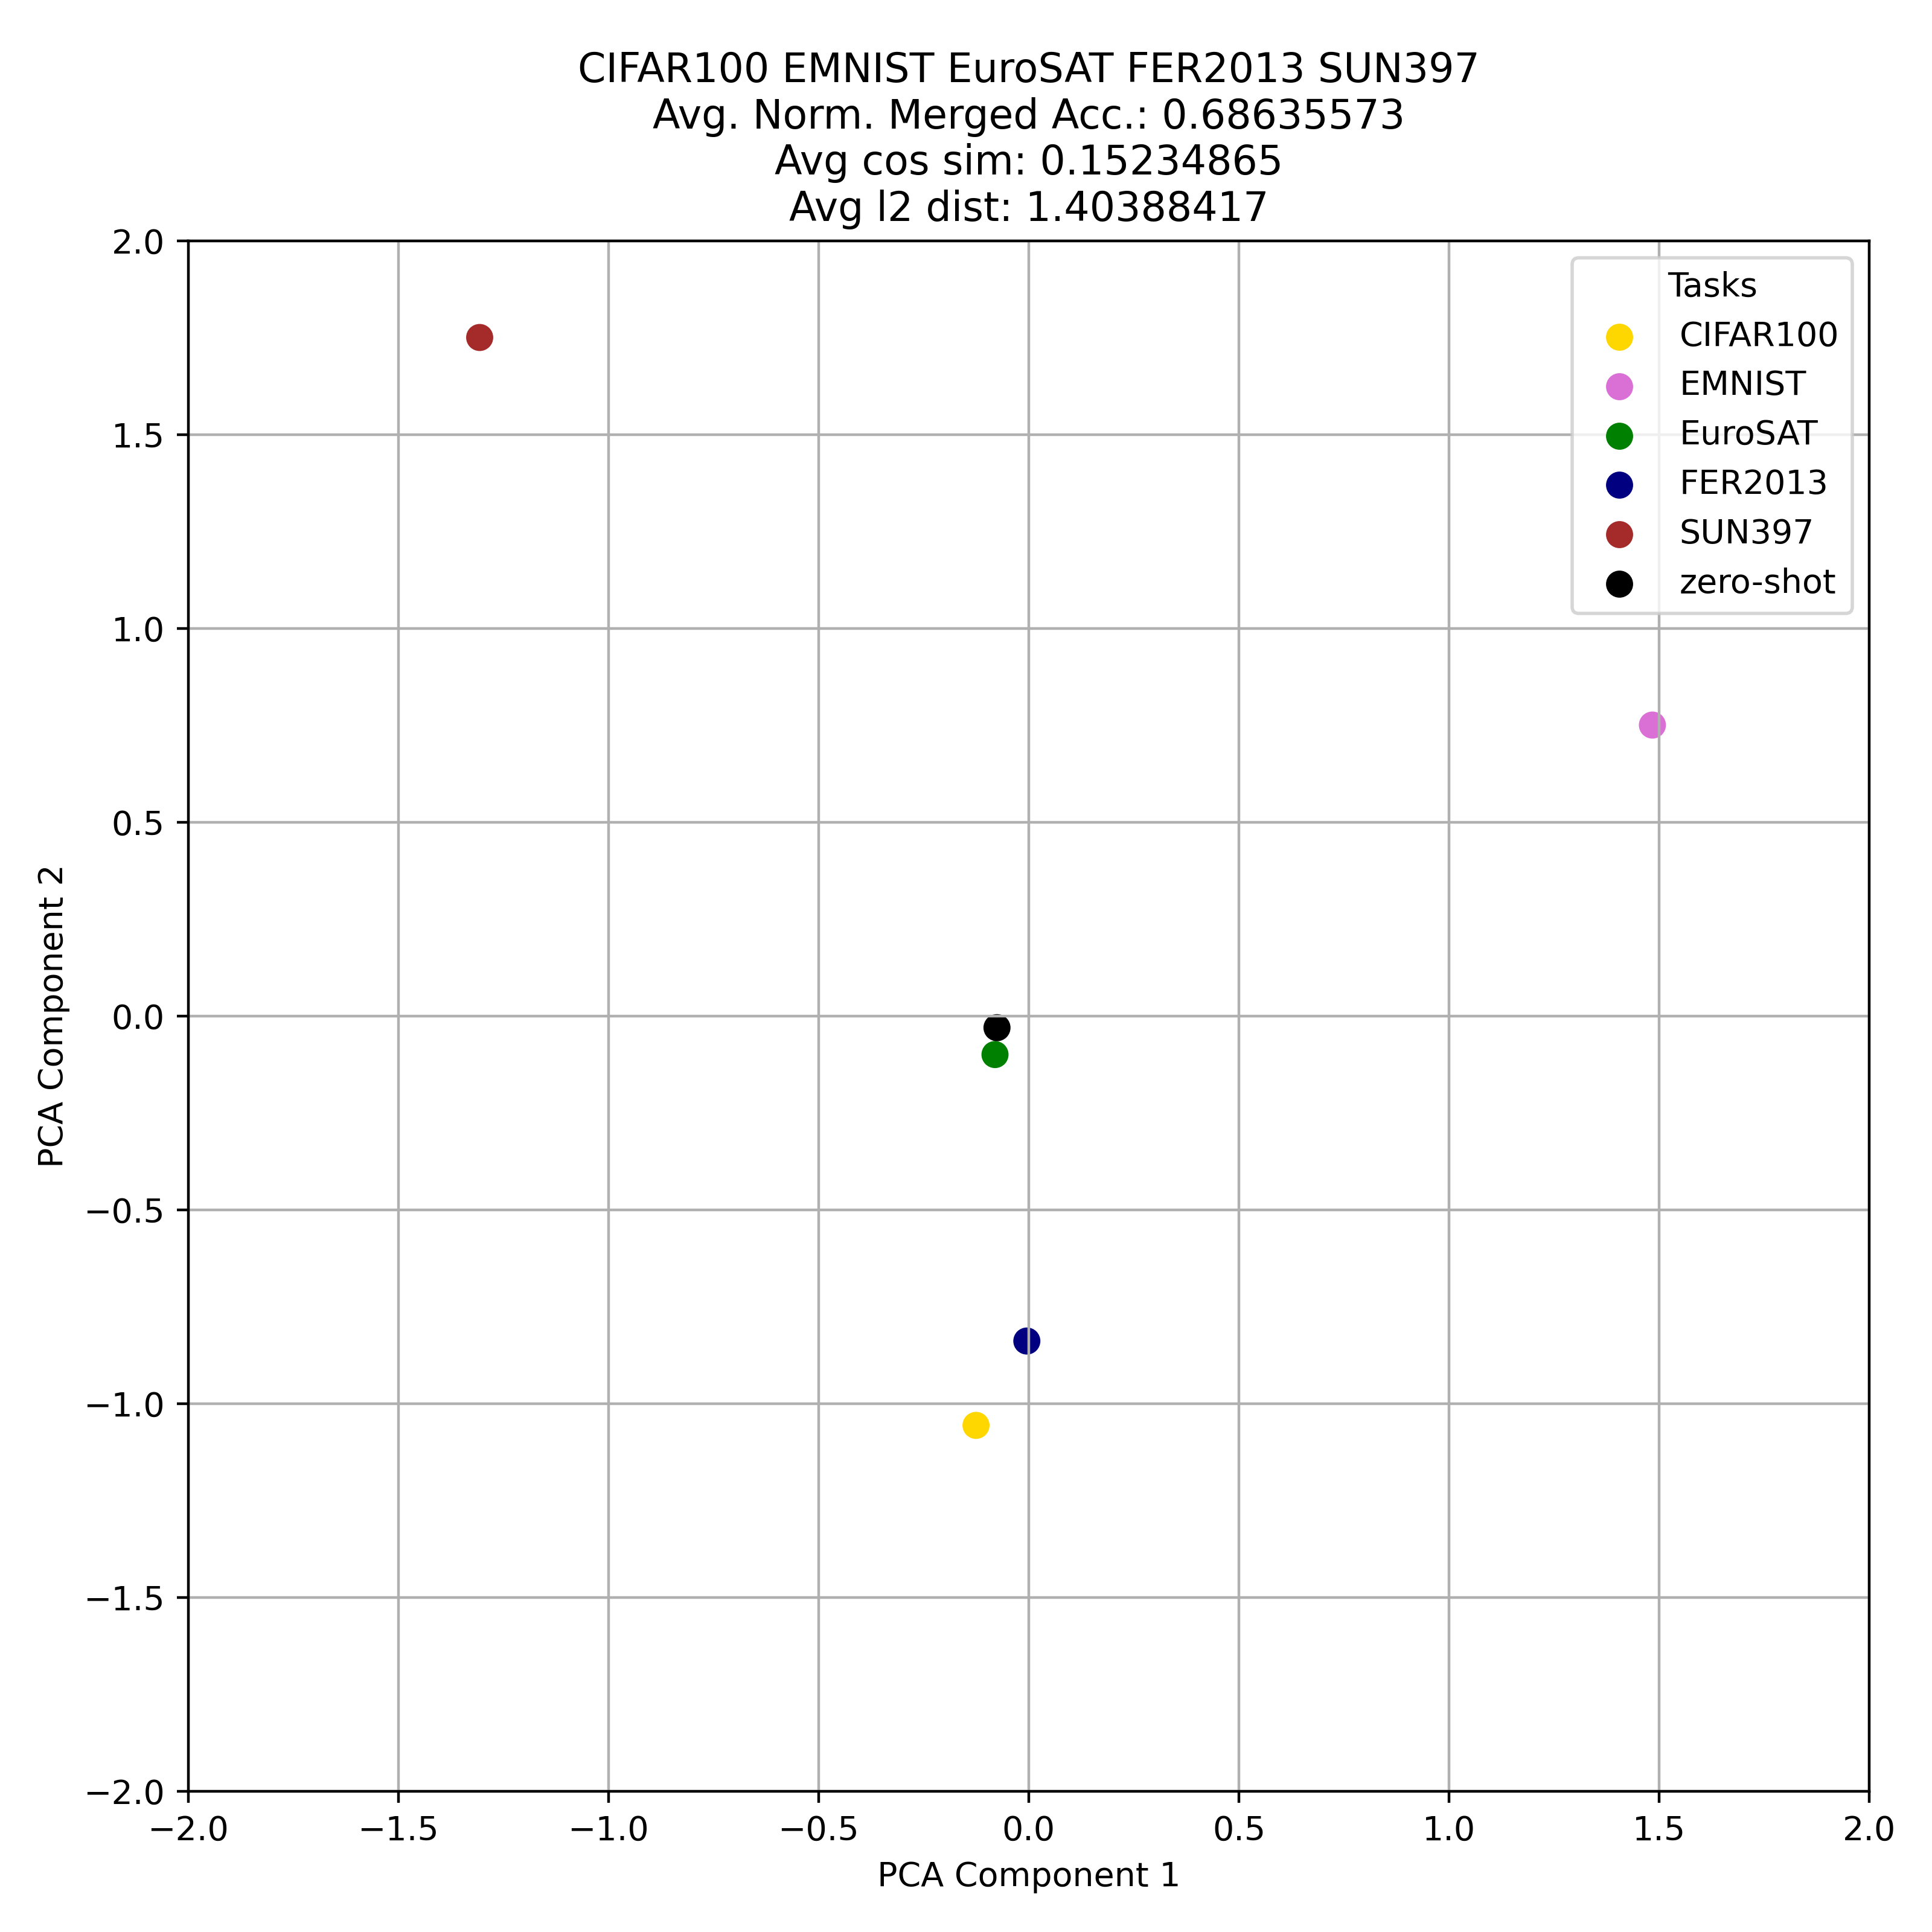 CIFAR100 EMNIST EuroSAT FER2013 SUN397
Avg. Norm. Merged Acc.: 0.68635573
Avg cos sim: 0.15234865
Avg l2 dist: 1.40388417
Tasks
CIFAR100
EMNIST
EuroSAT
FER2013
SUN397
zero-shot
2.0
1.5
1.0
0.5
0.0
−0.5
−1.0
−1.5
−2.0
PCA Component 2
−2.0 −1.5 −1.0 −0.5 0.0 0.5 1.0 1.5 2.0
PCA Component 1